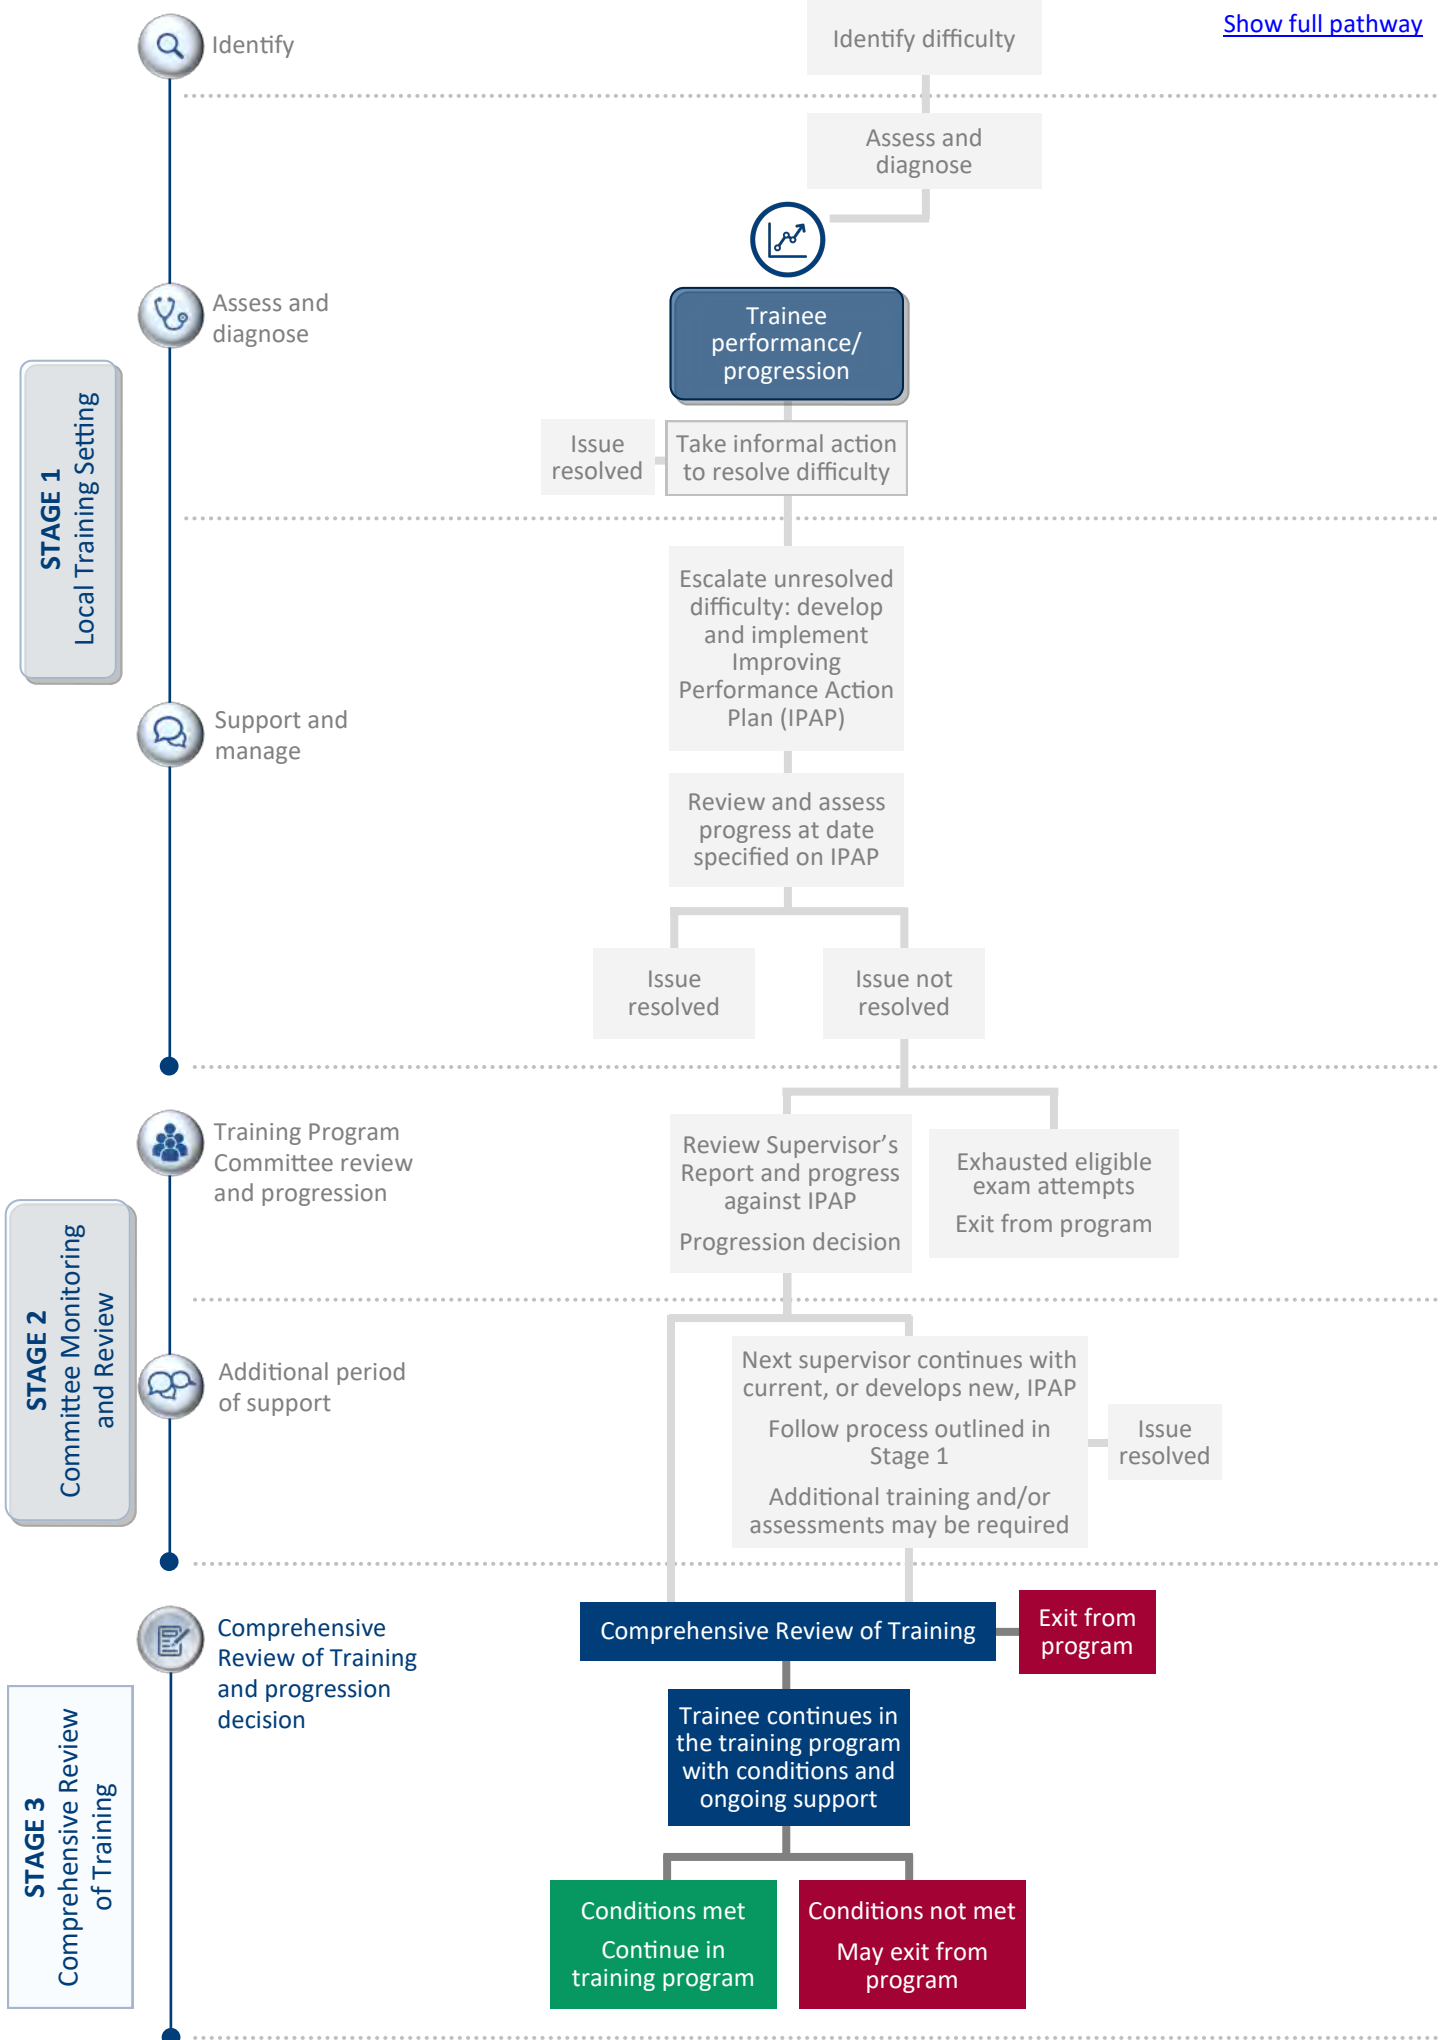 Show full pathway
Identify
Identify difficulty
Assess and
diagnose
Assess and
diagnose
Trainee
performance/
progression
STAGE 1
Local Training Setting
Issue
resolved
Take informal action
to resolve difficulty
Escalate unresolved
difficulty: develop
and implement
Improving
Performance Action
Plan (IPAP)
Support and
manage
Review and assess
progress at date
specified on IPAP
Issue
resolved
Issue not
resolved
Training Program
Committee review
and progression
Review Supervisor’s
Report and progress
against IPAP
Progression decision
Exhausted eligible
exam attempts
Exit from program
STAGE 2
Committee Monitoring
and Review
Additional period
of support
Next supervisor continues with
current, or develops new, IPAP
Follow process outlined in
Stage 1
Additional training and/or
assessments may be required
Issue
resolved
Comprehensive
Review of Training
and progression
decision
Comprehensive Review of Training
Exit from
program
STAGE 3
Comprehensive Review
of Training
Trainee continues in
the training program
with conditions and
ongoing support
Conditions met
Continue in
training program
Conditions not met
May exit from
program